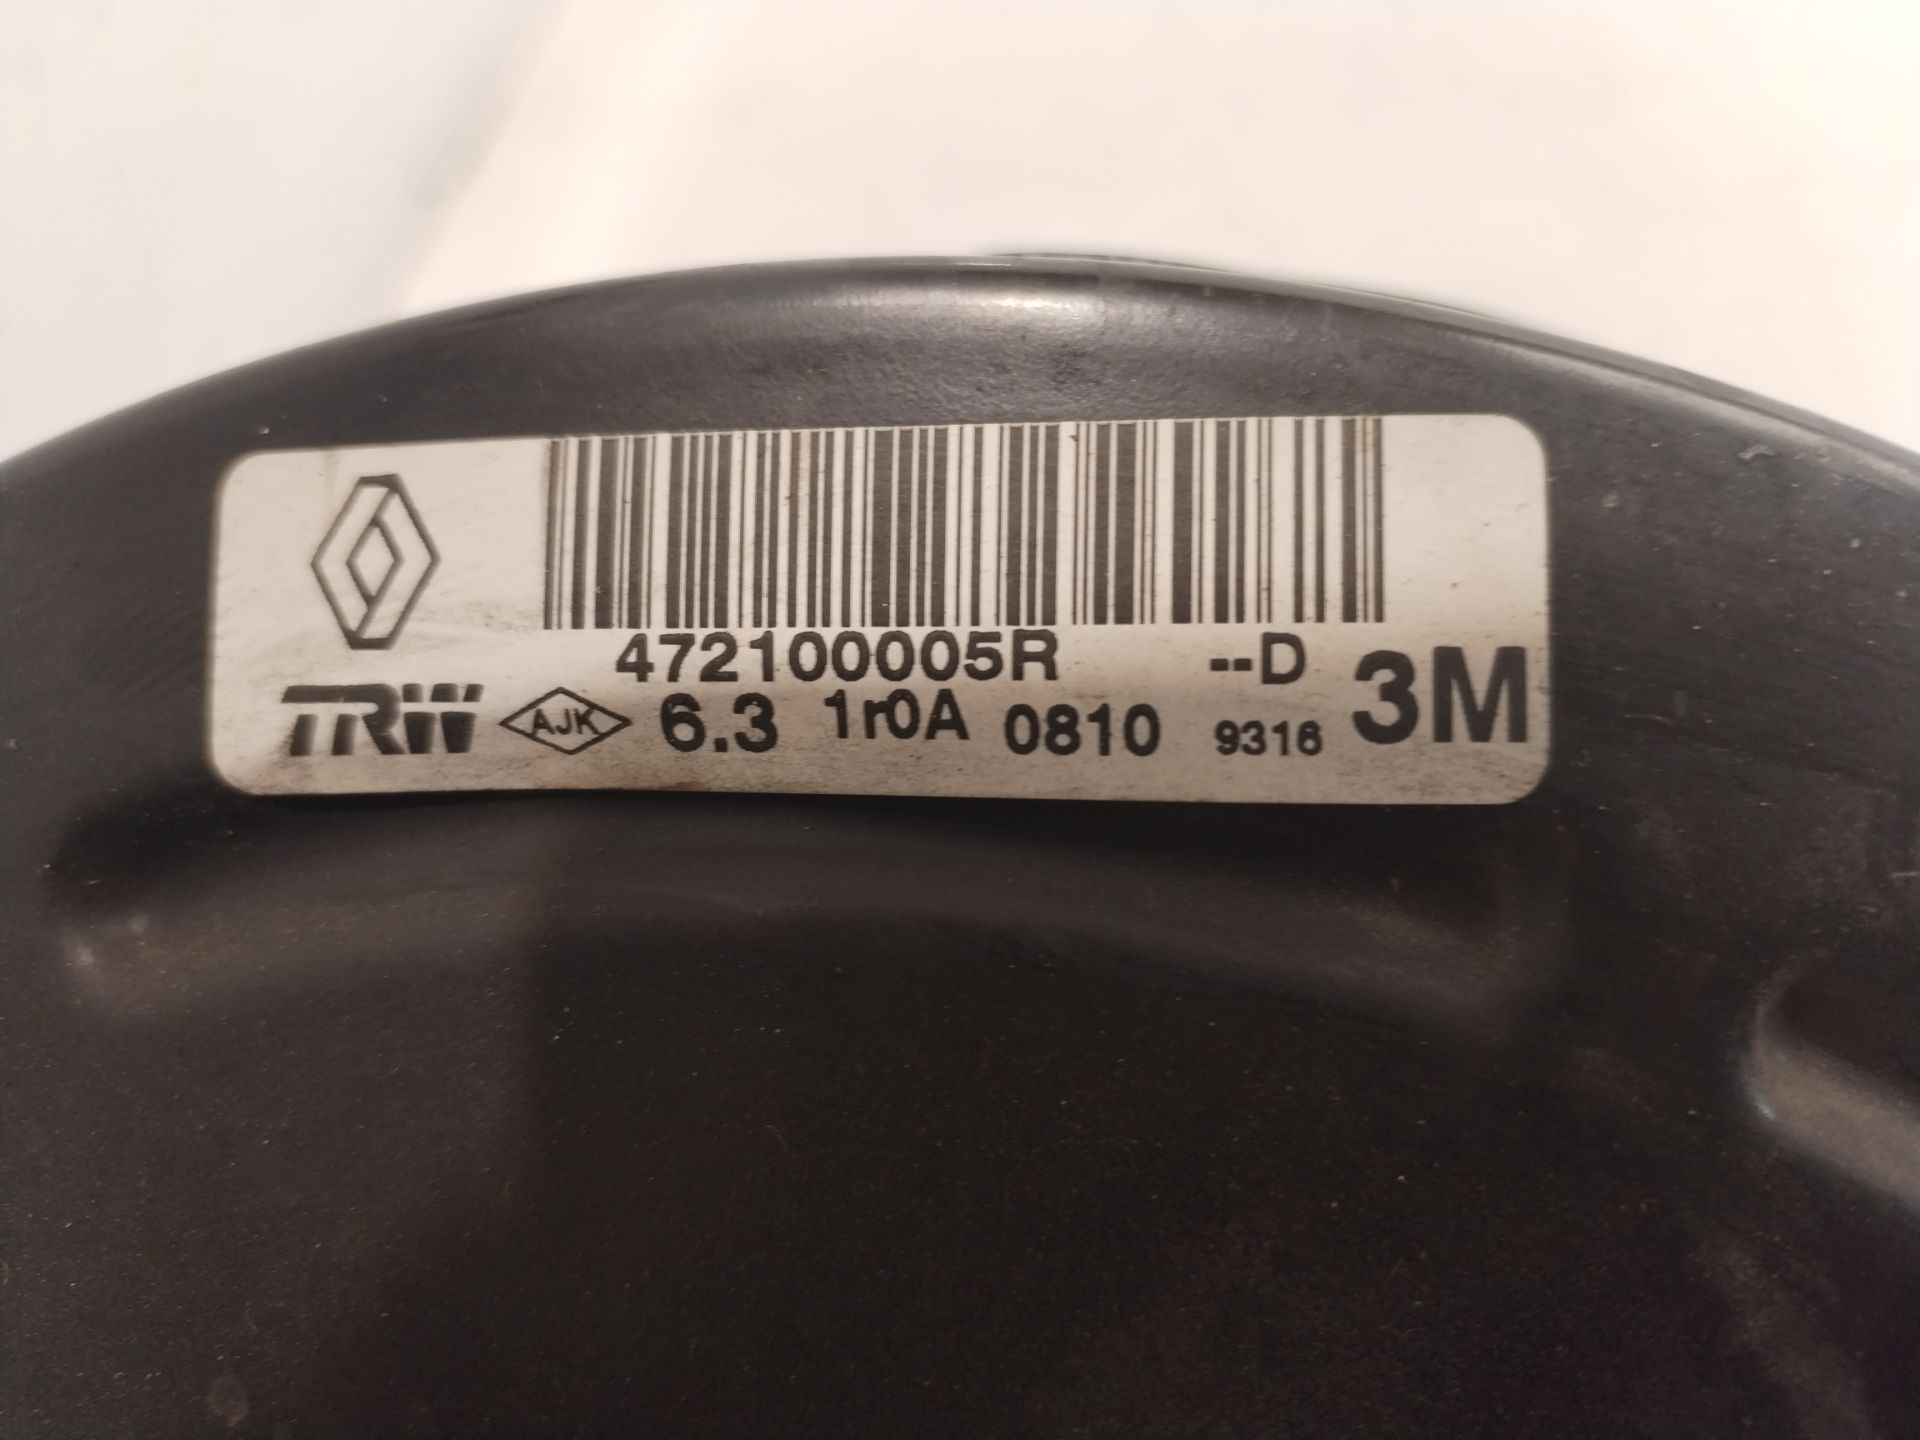 472100005R --D
TRW AJK 6.3 1r0A 0810 9316 3M